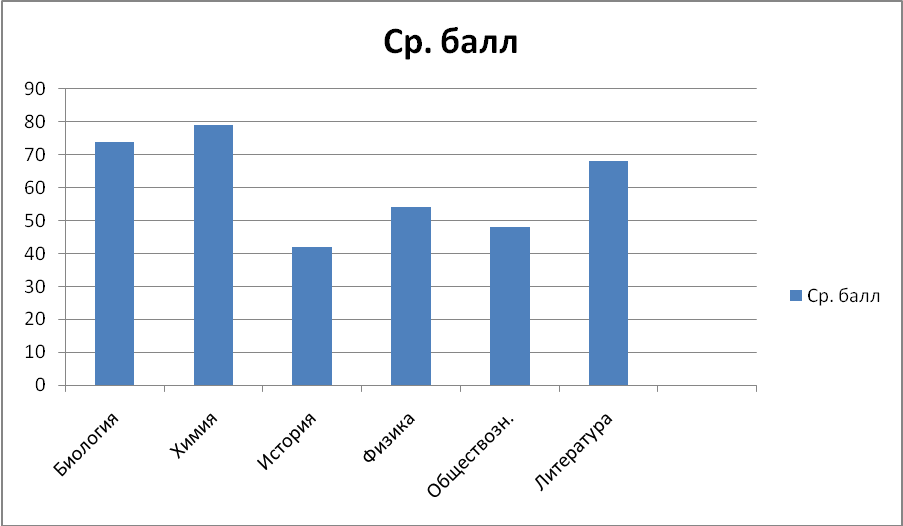 Ср. балл
90
80
70
60
50
40
30
20
10
0
Биология
Химия
История
Физика
Обществозн.
Литература
Ср. балл